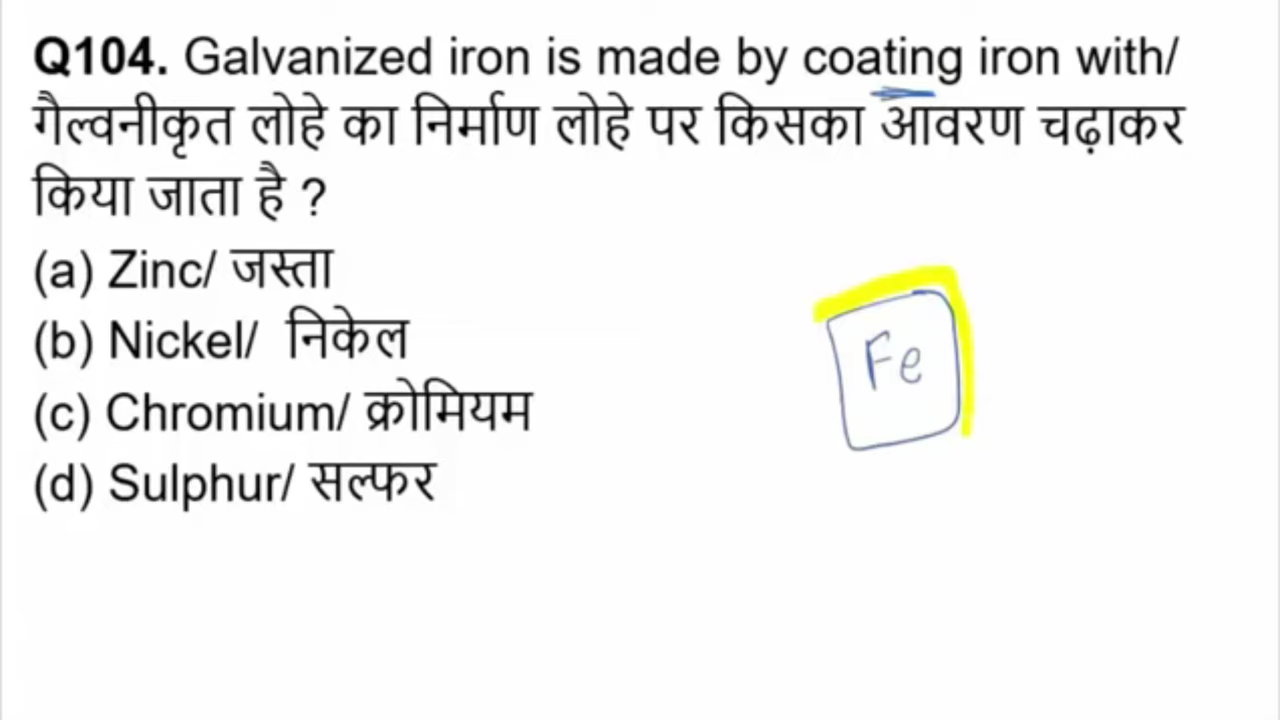 Q104. Galvanized iron is made by coating iron with/
गैल्वनीकृत लोहे का निर्माण लोहे पर किसका आवरण चढ़ाकर
किया जाता है ?
(a) Zinc/ जस्ता
(b) Nickel/ निकेल
(c) Chromium/ क्रोमियम
(d) Sulphur/ सल्फर
Fe